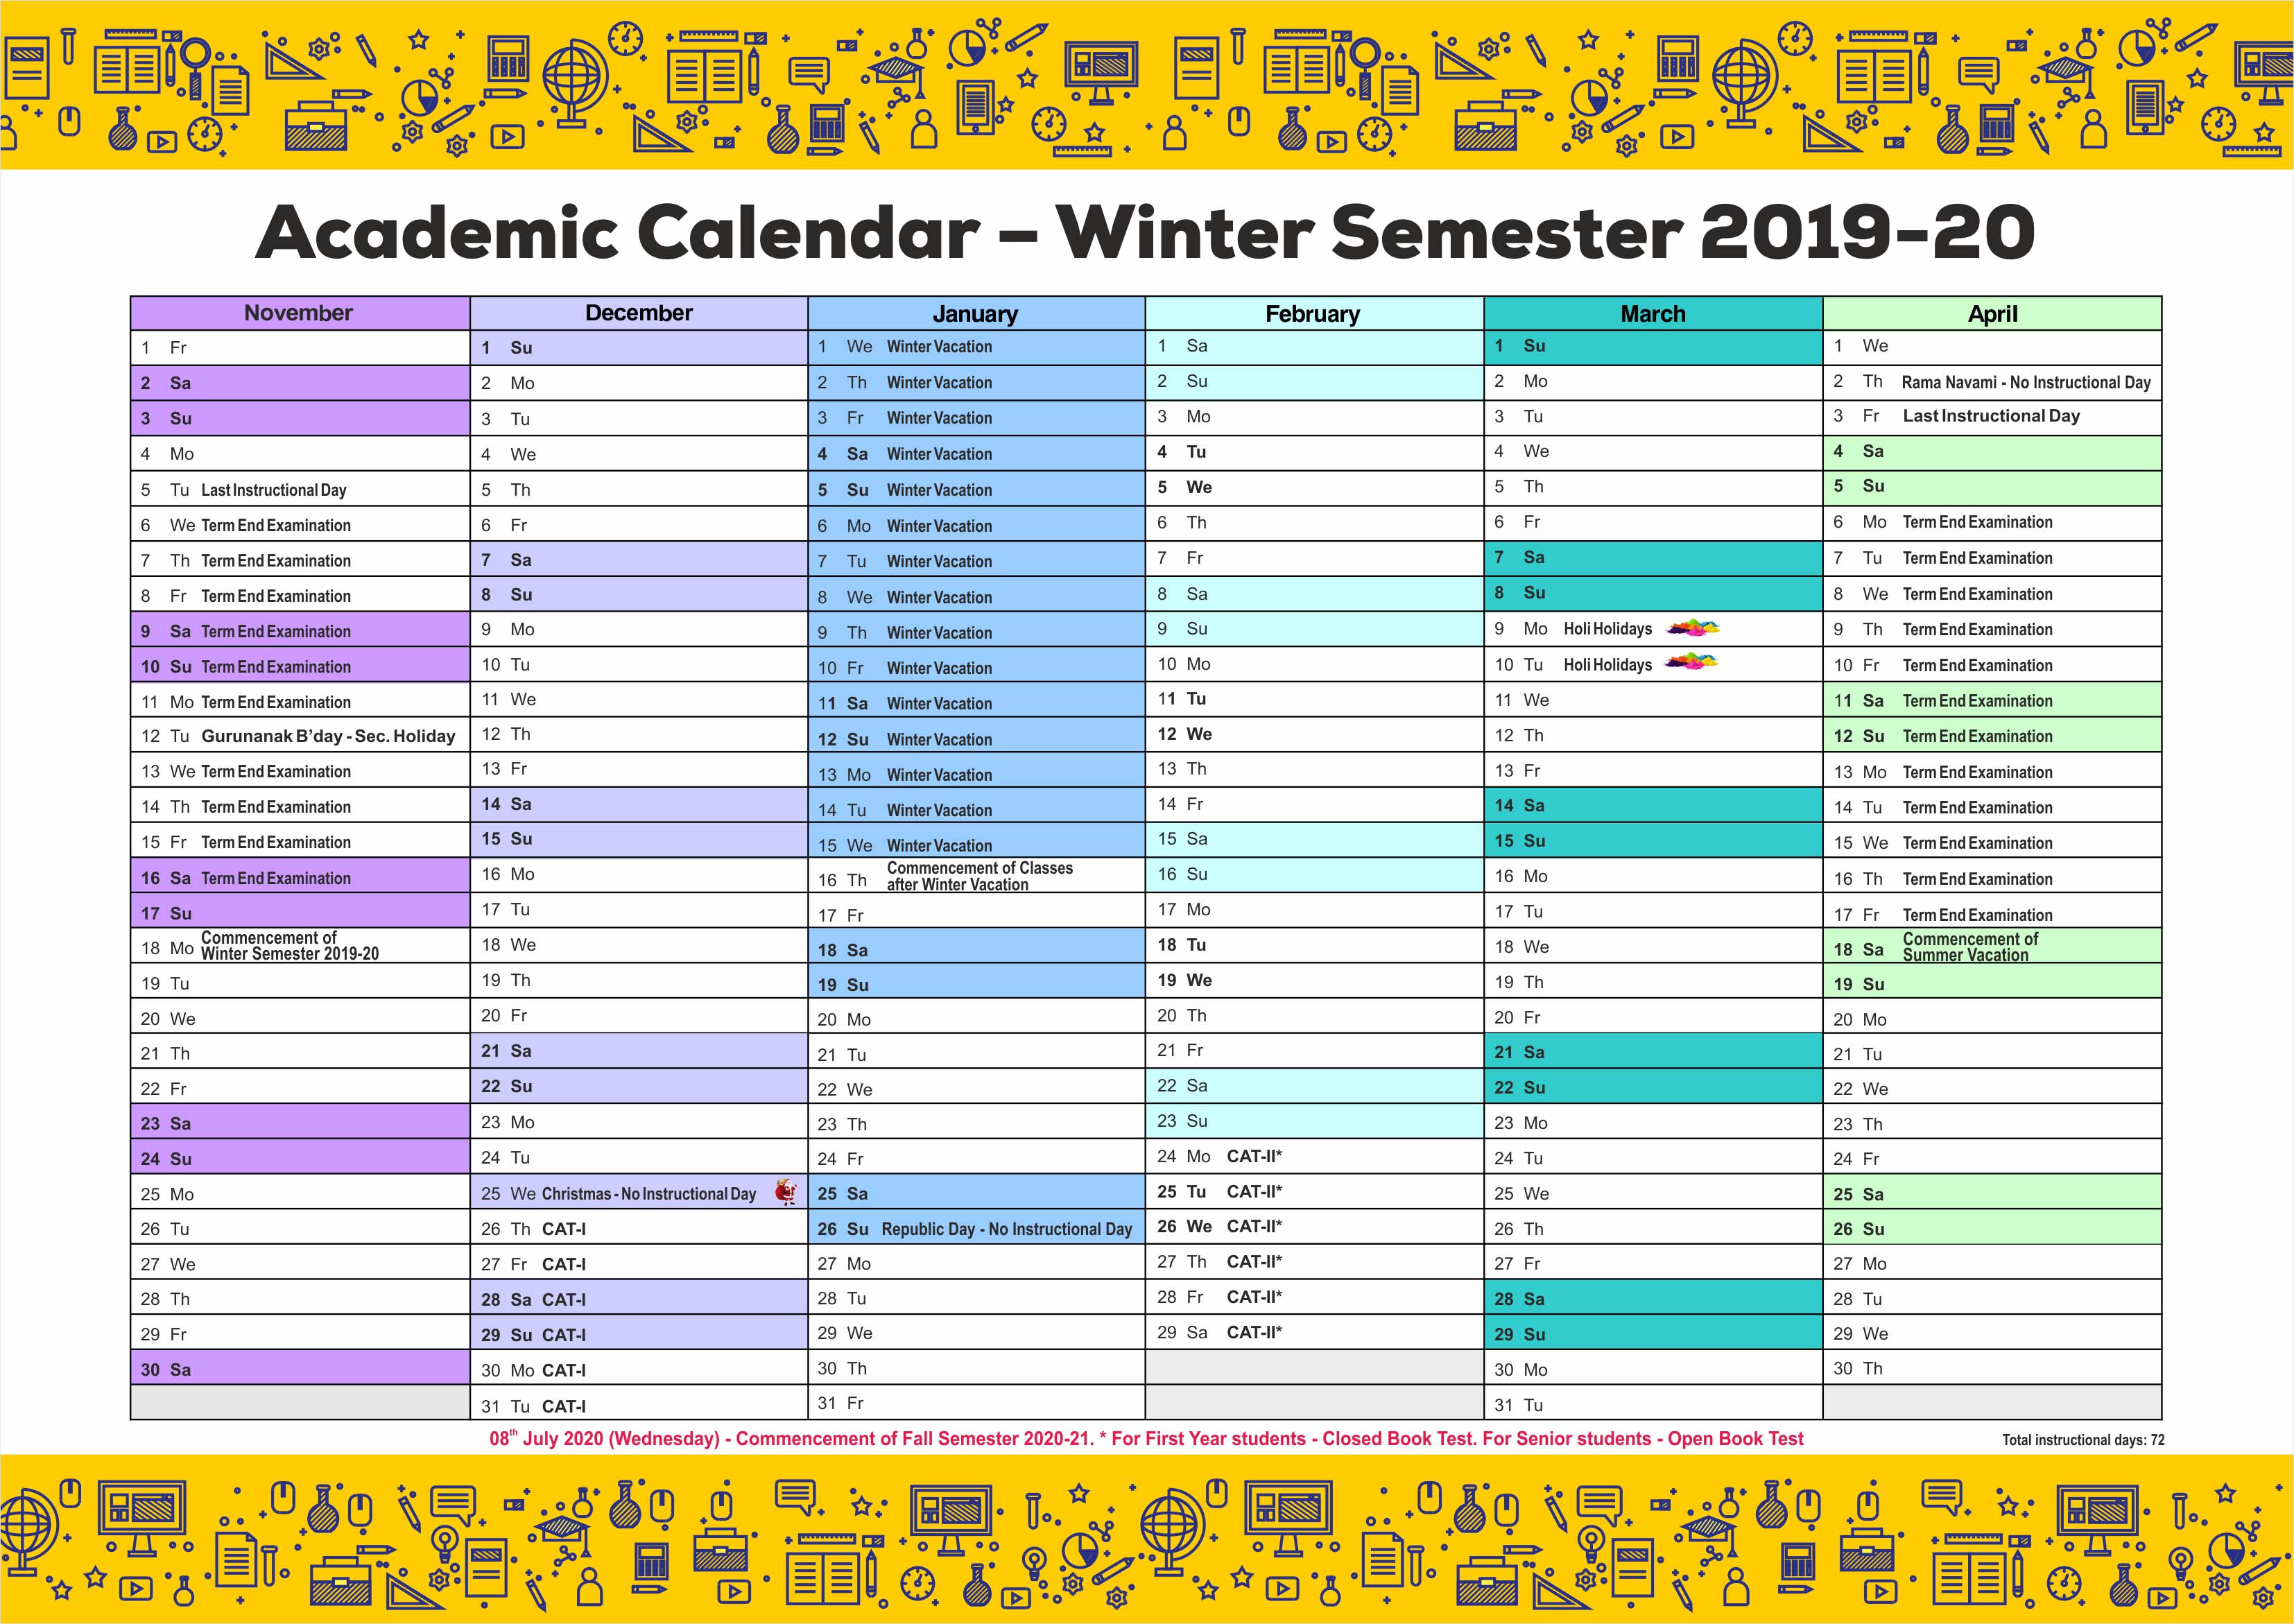 Academic Calendar – Winter Semester 2019-20
November
1 Fr
2 Sa
3 Su
4 Mo
5 Tu Last Instructional Day
6 We Term End Examination
7 Th Term End Examination
8 Fr Term End Examination
9 Sa Term End Examination
10 Su Term End Examination
11 Mo Term End Examination
12 Tu Gurunanak B’day - Sec. Holiday
13 We Term End Examination
14 Th Term End Examination
15 Fr Term End Examination
16 Sa Term End Examination
17 Su
18 Mo Commencement of
Winter Semester 2019-20
19 Tu
20 We
21 Th
22 Fr
23 Sa
24 Su
25 Mo
26 Tu
27 We
28 Th
29 Fr
30 Sa
December
1 Su
2 Mo
3 Tu
4 We
5 Th
6 Fr
7 Sa
8 Su
9 Mo
10 Tu
11 We
12 Th
13 Fr
14 Sa
15 Su
16 Mo
17 Tu
18 We
19 Th
20 Fr
21 Sa
22 Su
23 Mo
24 Tu
25 We Christmas - No Instructional Day
26 Th CAT-I
27 Fr CAT-I
28 Sa CAT-I
29 Su CAT-I
30 Mo CAT-I
31 Tu CAT-I
January
1 We Winter Vacation
2 Th Winter Vacation
3 Fr Winter Vacation
4 Sa Winter Vacation
5 Su Winter Vacation
6 Mo Winter Vacation
7 Tu Winter Vacation
8 We Winter Vacation
9 Th Winter Vacation
10 Fr Winter Vacation
11 Sa Winter Vacation
12 Su Winter Vacation
13 Mo Winter Vacation
14 Tu Winter Vacation
15 We Winter Vacation
16 Th Commencement of Classes
after Winter Vacation
17 Fr
18 Sa
19 Su
20 Mo
21 Tu
22 We
23 Th
24 Fr
25 Sa
26 Su Republic Day - No Instructional Day
27 Mo
28 Tu
29 We
30 Th
31 Fr
February
1 Sa
2 Su
3 Mo
4 Tu
5 We
6 Th
7 Fr
8 Sa
9 Su
10 Mo
11 Tu
12 We
13 Th
14 Fr
15 Sa
16 Su
17 Mo
18 Tu
19 We
20 Th
21 Fr
22 Sa
23 Su
24 Mo CAT-II*
25 Tu CAT-II*
26 We CAT-II*
27 Th CAT-II*
28 Fr CAT-II*
29 Sa CAT-II*
March
1 Su
2 Mo
3 Tu
4 We
5 Th
6 Fr
7 Sa
8 Su
9 Mo Holi Holidays
10 Tu Holi Holidays
11 We
12 Th
13 Fr
14 Sa
15 Su
16 Mo
17 Tu
18 We
19 Th
20 Fr
21 Sa
22 Su
23 Mo
24 Tu
25 We
26 Th
27 Fr
28 Sa
29 Su
30 Mo
31 Tu
April
1 We
2 Th Rama Navami - No Instructional Day
3 Fr Last Instructional Day
4 Sa
5 Su
6 Mo Term End Examination
7 Tu Term End Examination
8 We Term End Examination
9 Th Term End Examination
10 Fr Term End Examination
11 Sa Term End Examination
12 Su Term End Examination
13 Mo Term End Examination
14 Tu Term End Examination
15 We Term End Examination
16 Th Term End Examination
17 Fr Term End Examination
18 Sa Commencement of
Summer Vacation
19 Su
20 Mo
21 Tu
22 We
23 Th
24 Fr
25 Sa
26 Su
27 Mo
28 Tu
29 We
30 Th
08th July 2020 (Wednesday) - Commencement of Fall Semester 2020-21. * For First Year students - Closed Book Test. For Senior students - Open Book Test
Total instructional days: 72